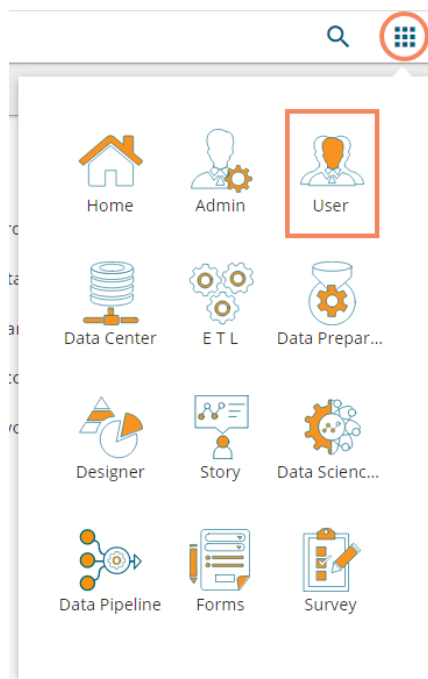 Home Admin User
Data Center E T L Data Prepar...
Designer Story Data Scienc...
Data Pipeline Forms Survey